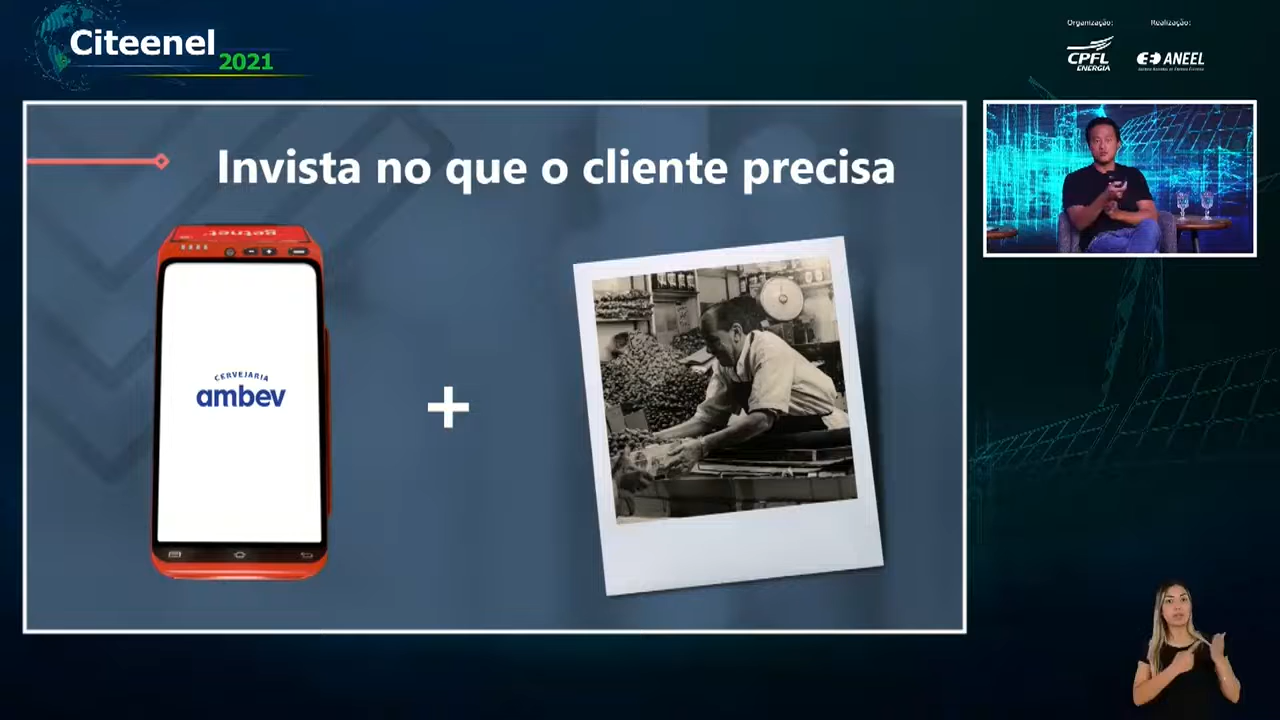 Citeenel
2021
Organização:
Realização:
CPFL
ENERGIA
ANEEL
Invista no que o cliente precisa
getnet
CERVEJARIA
ambev
+